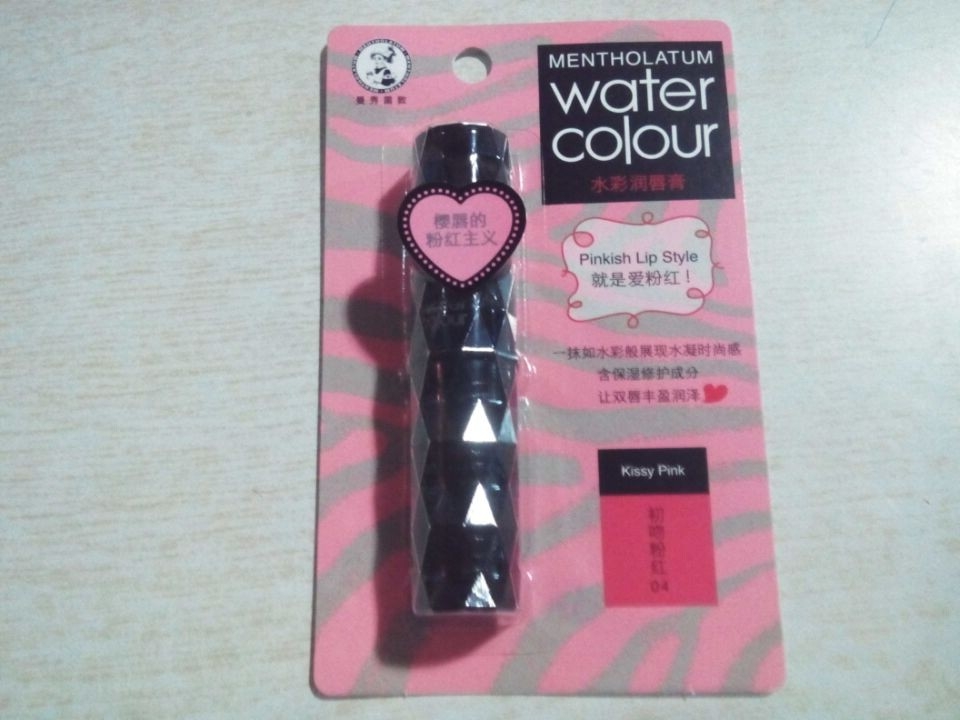 MENTHOLATUM
曼秀雷敦
MENTHOLATUM
water
colour
水彩润唇膏
樱唇的
粉红主义
Pinkish Lip Style
就是爱粉红!
一抹如水彩般展现水凝时尚感
含保湿修护成分
让双唇丰盈润泽
Kissy Pink
初吻粉红04